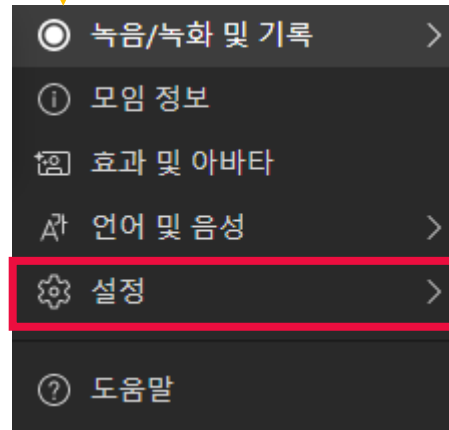 녹음/녹화 및 기록
모임 정보
효과 및 아바타
언어 및 음성
설정
도움말